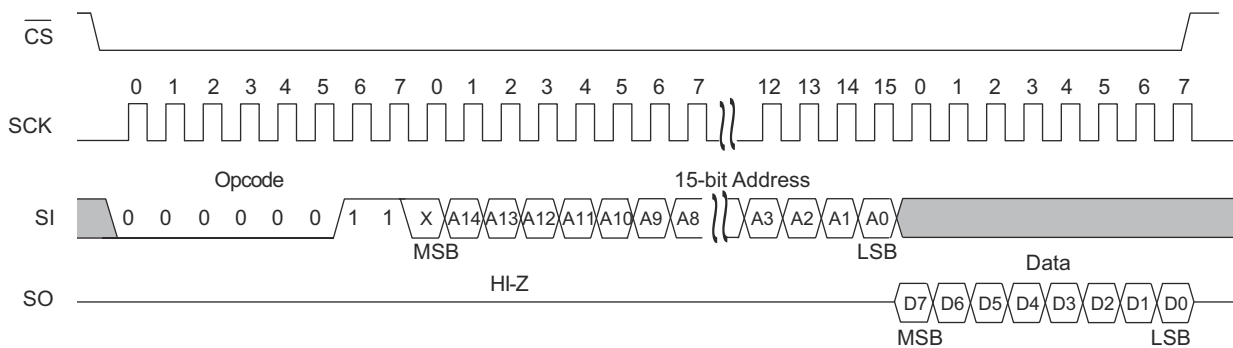 CS
0 1 2 3 4 5 6 7 0 1 2 3 4 5 6 7 12 13 14 15 0 1 2 3 4 5 6 7
SCK
Opcode 15-bit Address
SI 0 0 0 0 0 0 1 1 X A14 A13 A12 A11 A10 A9 A8 A3 A2 A1 A0
MSB LSB
HI-Z Data
SO D7 D6 D5 D4 D3 D2 D1 D0
MSB LSB